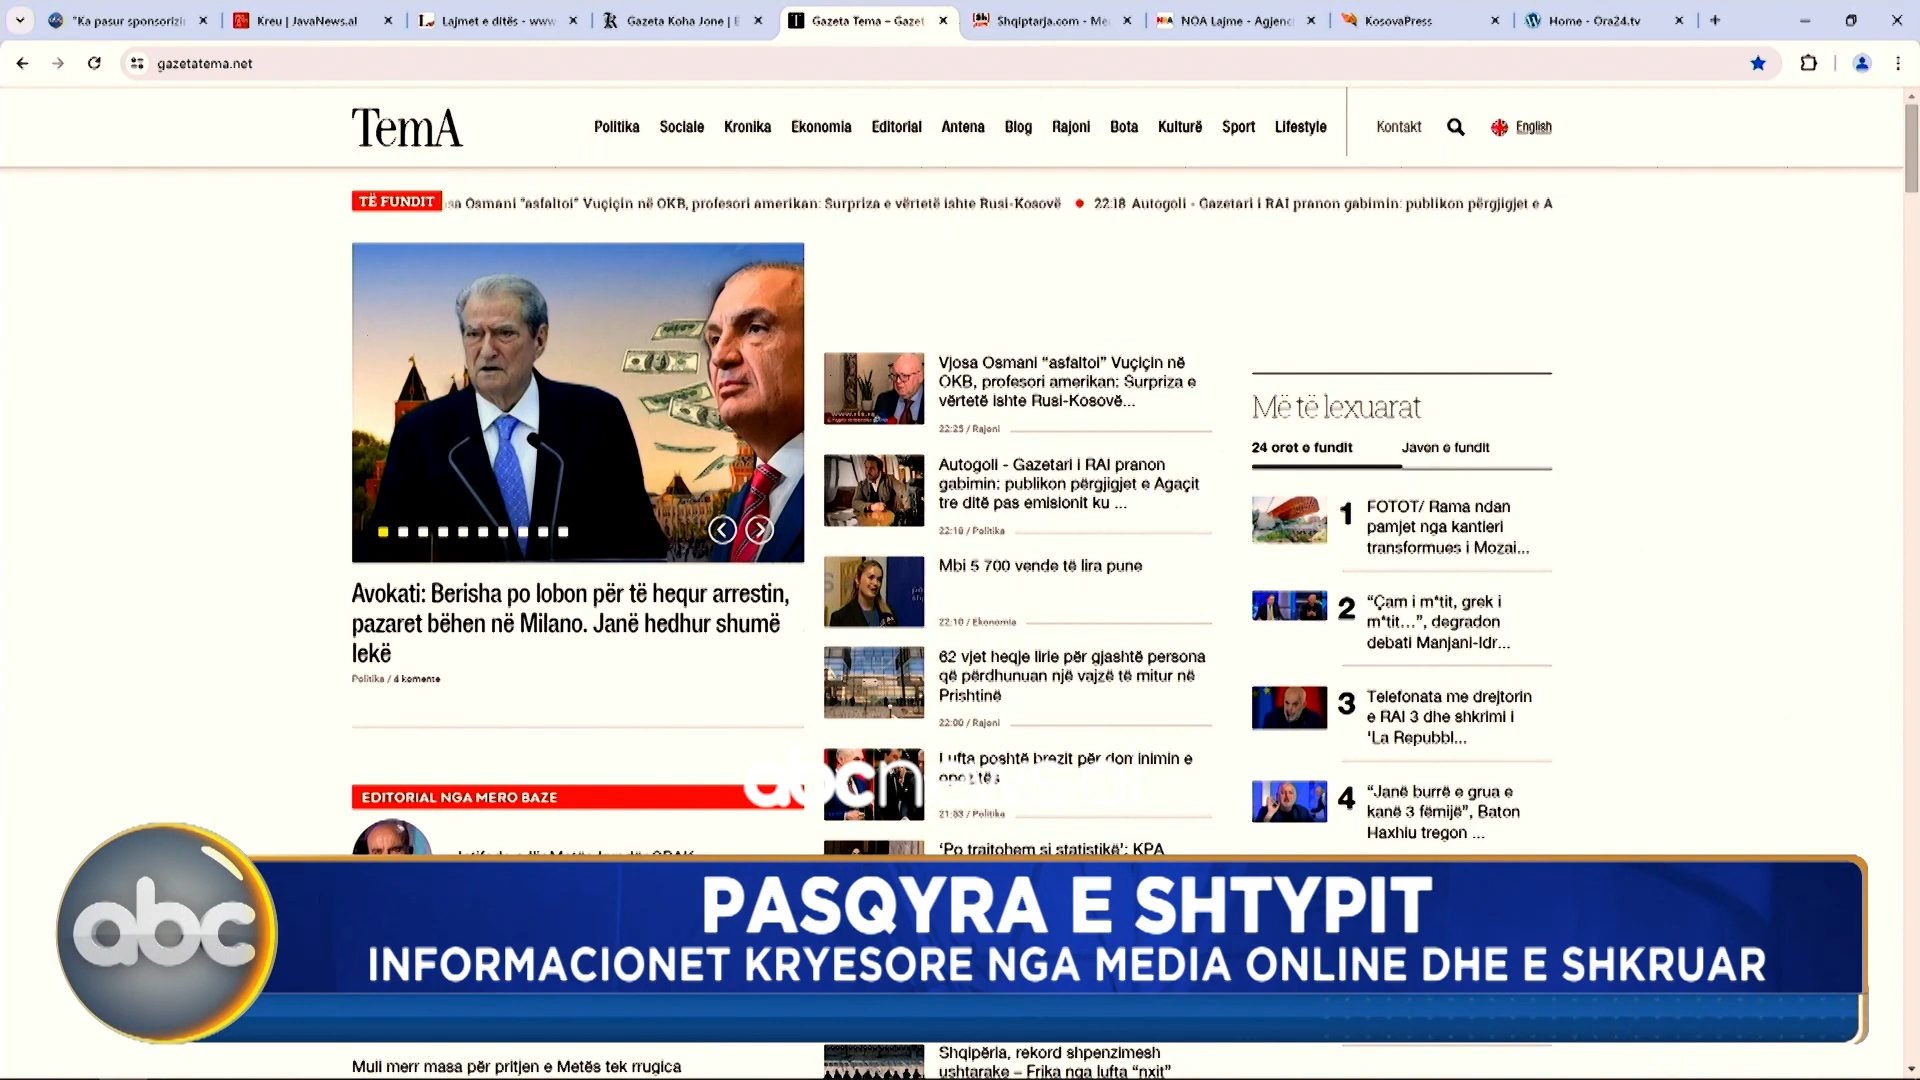 "Ka pasur sponsorizi
Kreu | JavaNews.al
Lajmet e ditës - www
Gazeta Koha Jone | E
Gazeta Tema – Gazet
Shqiptarja.com - Me
NOA Lajme - Agjenc
KosovaPress
Home - Ora24.tv
gazetatema.net
TemA
Politika Sociale Kronika Ekonomia Editorial Antena Blog Rajoni Bota Kulturë Sport Lifestyle
Kontakt
English
TË FUNDIT
sa Osmani "asfaltoi" Vuçiçin në OKB, profesori amerikan: Surpriza e vërtetë ishte Rusi-Kosovë • 22:18 Autogoli - Gazetari i RAI pranon gabimin: publikon përgjigjet e A
Avokati: Berisha po lobon për të hequr arrestin,
pazaret bëhen në Milano. Janë hedhur shumë
lekë
Politika / 4 komente
EDITORIAL NGA MERO BAZE
Vjosa Osmani "asfaltoi" Vuçiçin në
OKB, profesori amerikan: Surpriza e
vërtetë ishte Rusi-Kosovë...
22:25 / Rajoni
Autogoli - Gazetari i RAI pranon
gabimin: publikon përgjigjet e Agaçit
tre ditë pas emisionit ku ...
22:18 / Politika
Mbi 5 700 vende të lira pune
22:10 / Ekonomia
62 vjet heqje lirie për gjashtë persona
që përdhunuan një vajzë të mitur në
Prishtinë
22:00 / Rajoni
Lufta poshtë brezit për dominimin e
opozitës
21:53 / Politika
'Po trajtohem si statistikë': KPA
Më të lexuarat
24 oret e fundit
Javen e fundit
1
FOTOT/ Rama ndan
pamjet nga kantieri
transformues i Mozai...
2
"Çam i m*tit, grek i
m*tit...", degradon
debati Manjani-Idr...
3
Telefonata me drejtorin
e RAI 3 dhe shkrimi i
'La Repubbl...
4
"Janë burrë e grua e
kanë 3 fëmijë", Baton
Haxhiu tregon ...
abc
PASQYRA E SHTYPIT
INFORMACIONET KRYESORE NGA MEDIA ONLINE DHE E SHKRUAR
Mull merr masa për pritjen e Metës tek rrugica
Shqipëria, rekord shpenzimesh
ushtarake – Frika nga lufta "nxit"